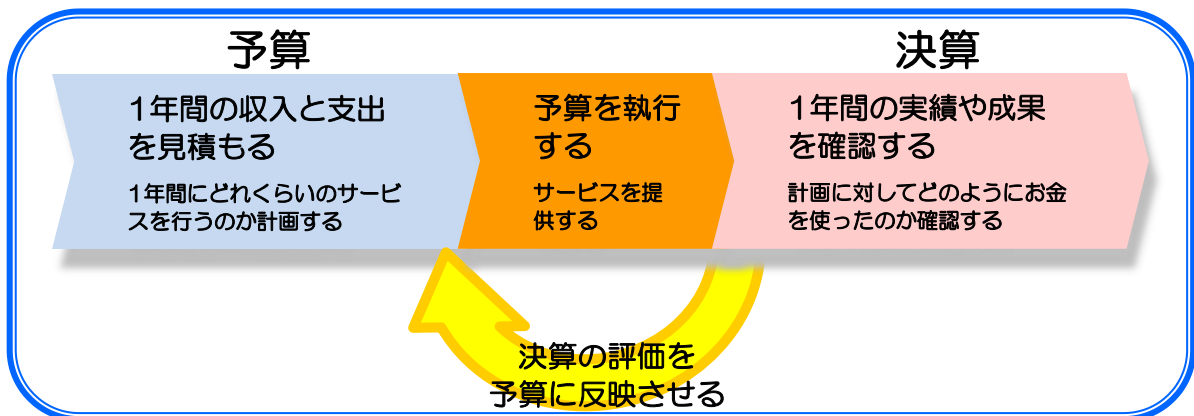 予算
決算
1年間の収入と支出
を見積もる
1年間にどれくらいのサービ
スを行うのか計画する
予算を執行
する
サービスを提
供する
1年間の実績や成果
を確認する
計画に対してどのようにお金
を使ったのか確認する
決算の評価を
予算に反映させる